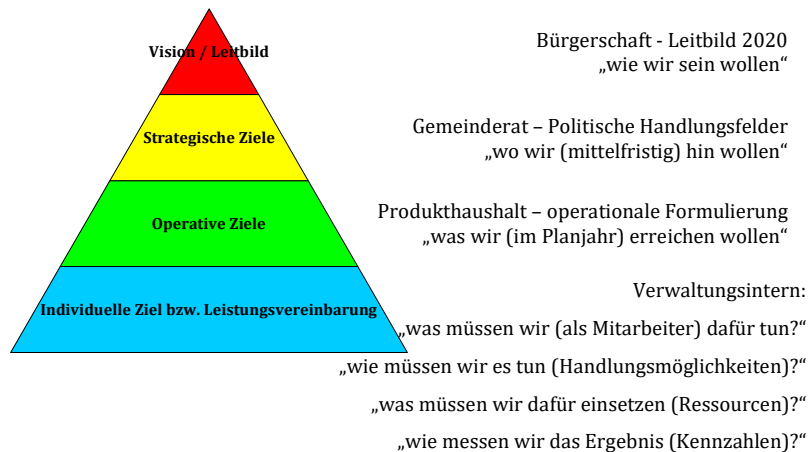 Vision / Leitbild
Bürgerschaft - Leitbild 2020
„wie wir sein wollen“
Strategische Ziele
Gemeinderat – Politische Handlungsfelder
„wo wir (mittelfristig) hin wollen“
Operative Ziele
Produkthaushalt – operationale Formulierung
„was wir (im Planjahr) erreichen wollen“
Individuelle Ziel bzw. Leistungsvereinbarung
Verwaltungsintern:
„was müssen wir (als Mitarbeiter) dafür tun?“
„wie müssen wir es tun (Handlungsmöglichkeiten)?“
„was müssen wir dafür einsetzen (Ressourcen)?“
„wie messen wir das Ergebnis (Kennzahlen)?“